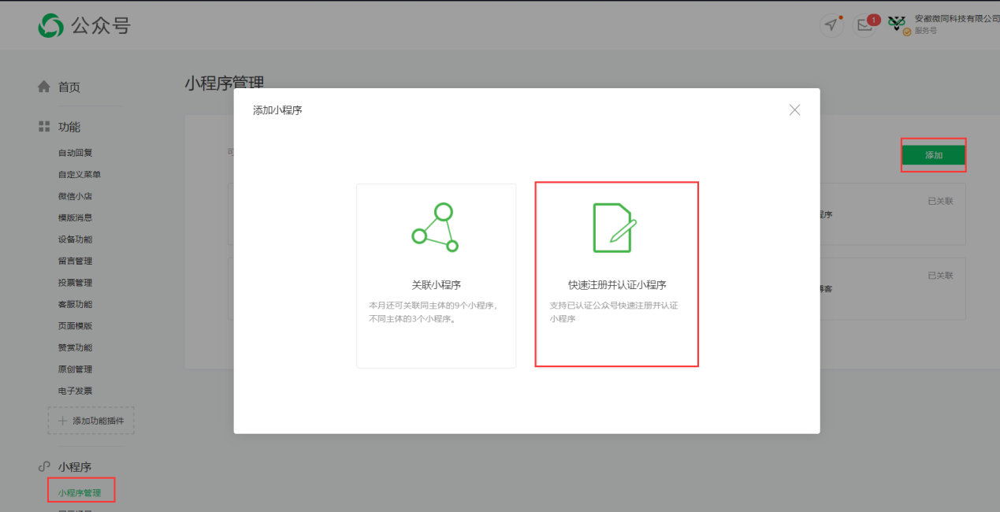 公众号
1
安徽微同科技有限公司
服务号
首页
小程序管理
添加小程序
功能
自动回复
可
添加
自定义菜单
微信小店
已关联
模版消息
程序
设备功能
留言管理
投票管理
关联小程序
快速注册并认证小程序
已关联
博客
客服功能
本月还可关联同主体的9个小程序,
不同主体的3个小程序。
支持已认证公众号快速注册并认证
小程序
页面模版
赞赏功能
原创管理
电子发票
添加功能插件
小程序
小程序管理